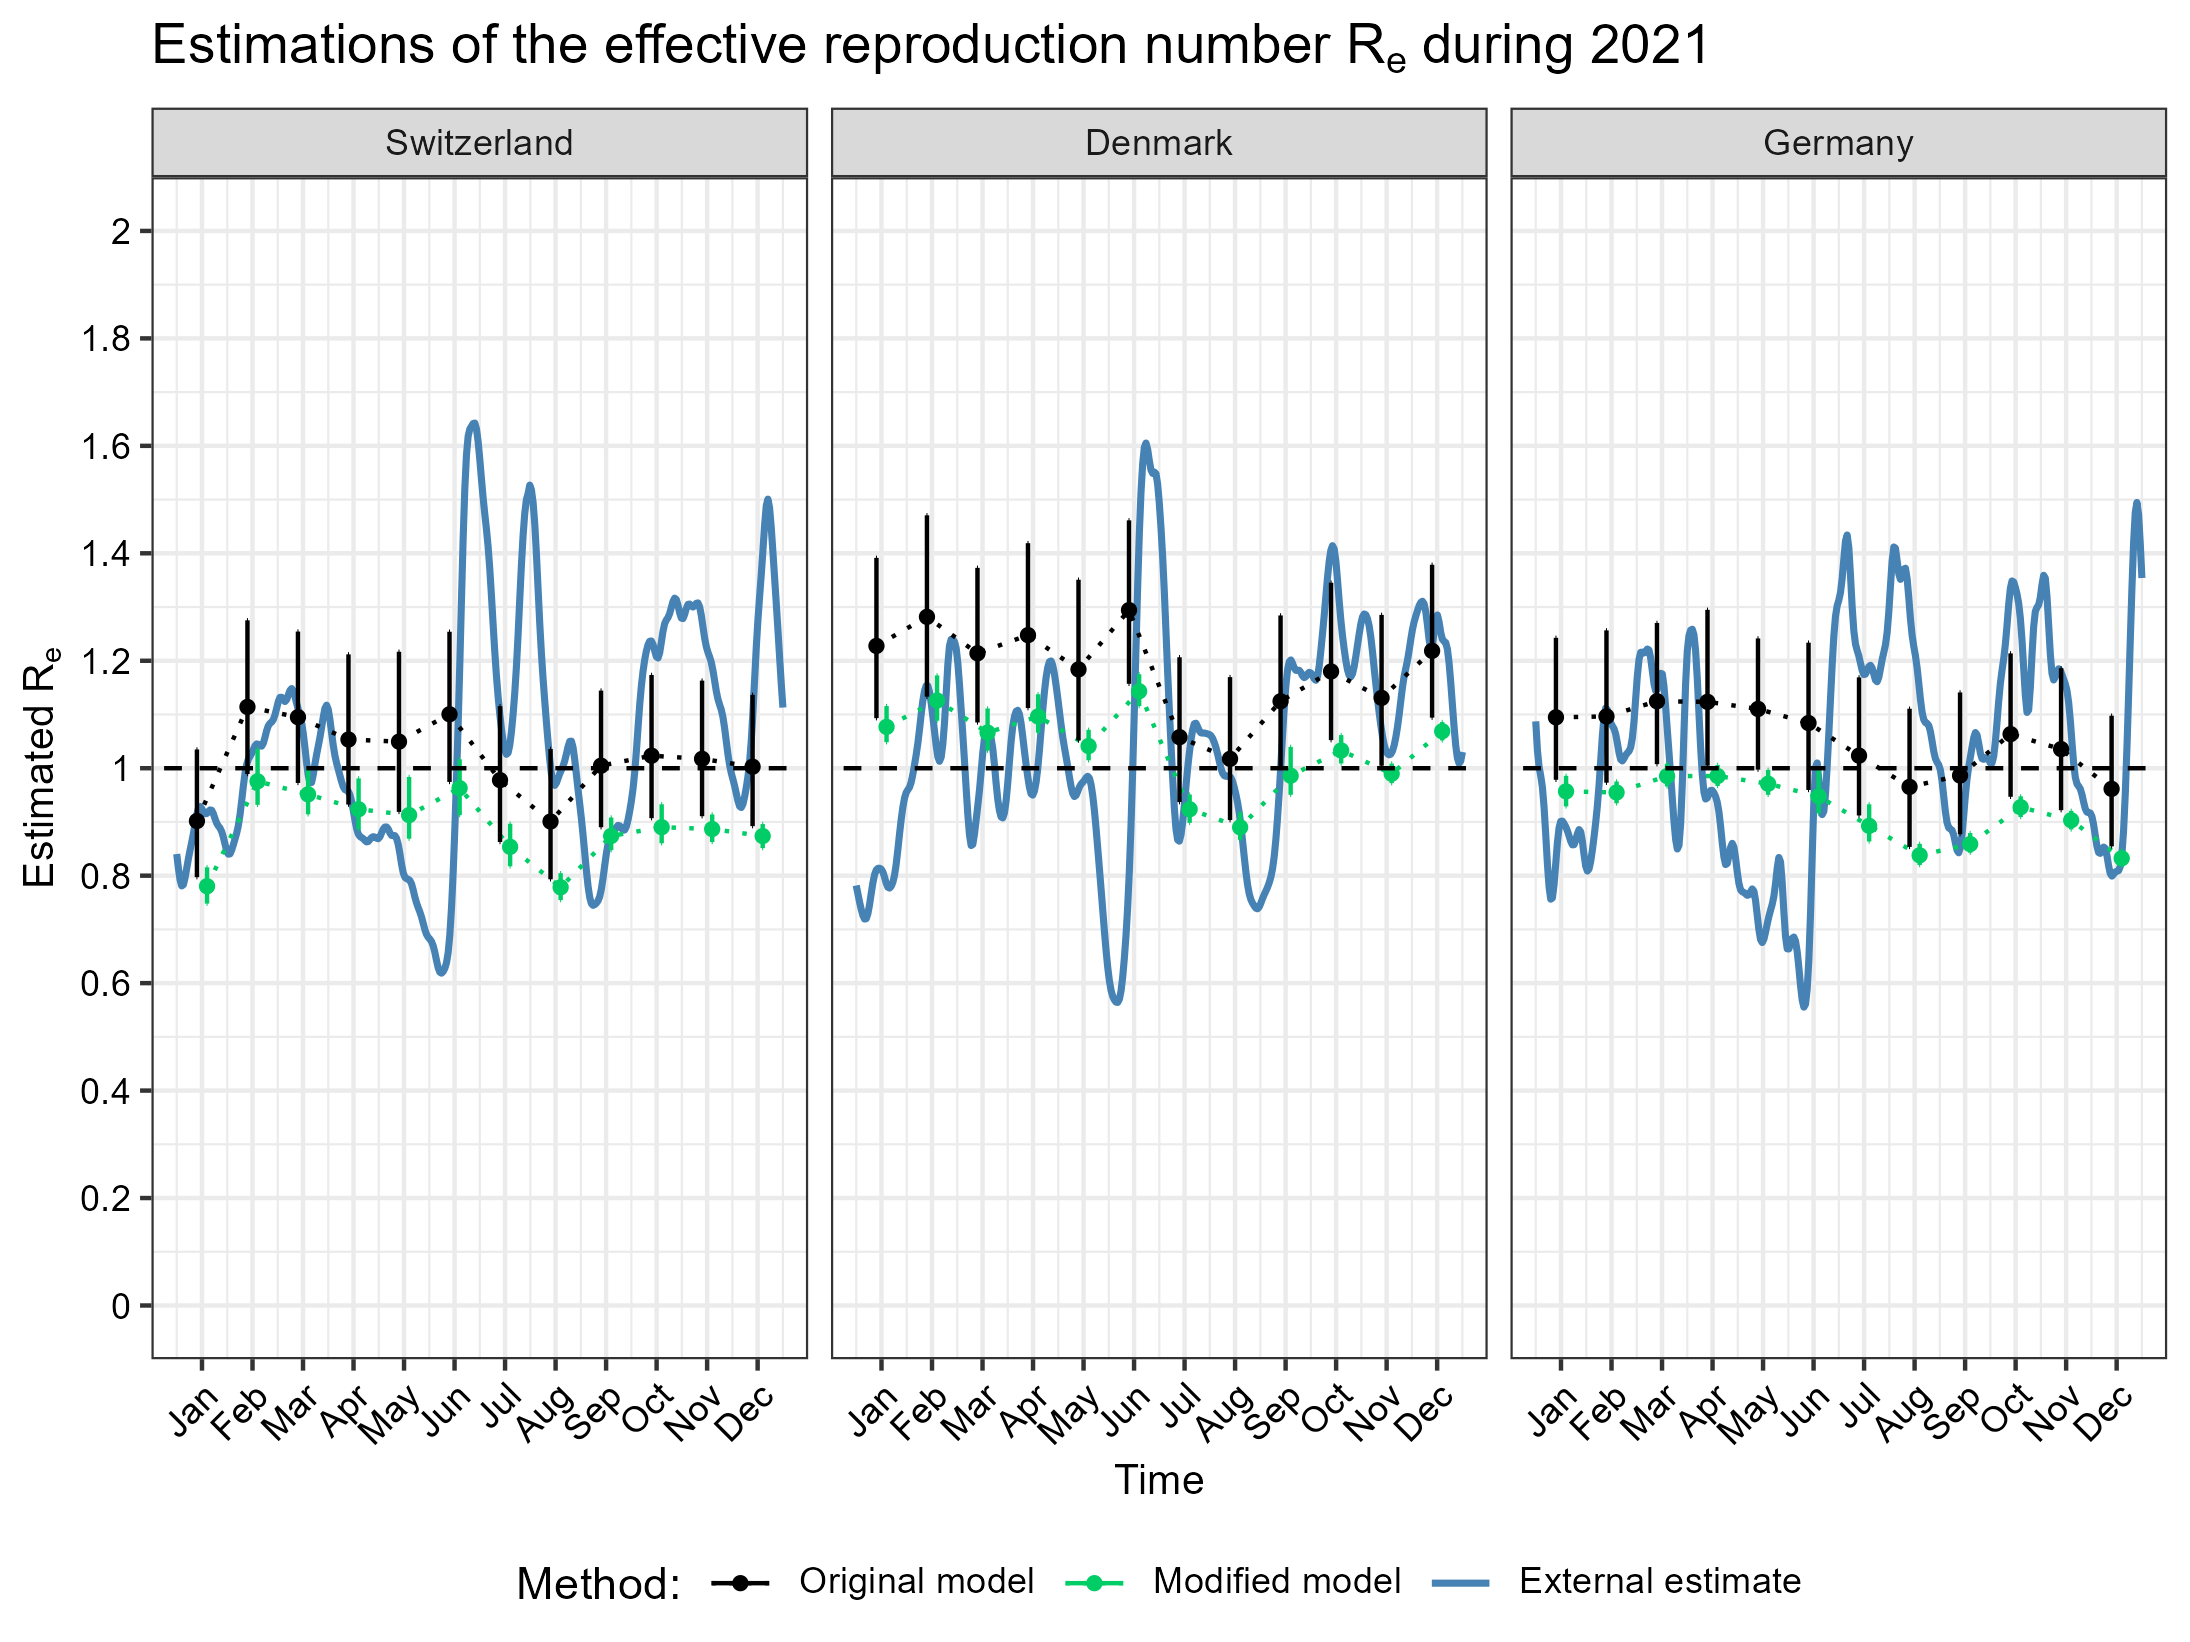 Estimations of the effective reproduction number Re during 2021
Switzerland
Denmark
Germany
Estimated Re
2
1.8
1.6
1.4
1.2
1
0.8
0.6
0.4
0.2
0
Jan Feb Mar Apr May Jun Jul Aug Sep Oct Nov Dec
Jan Feb Mar Apr May Jun Jul Aug Sep Oct Nov Dec
Jan Feb Mar Apr May Jun Jul Aug Sep Oct Nov Dec
Time
Method: Original model Modified model External estimate